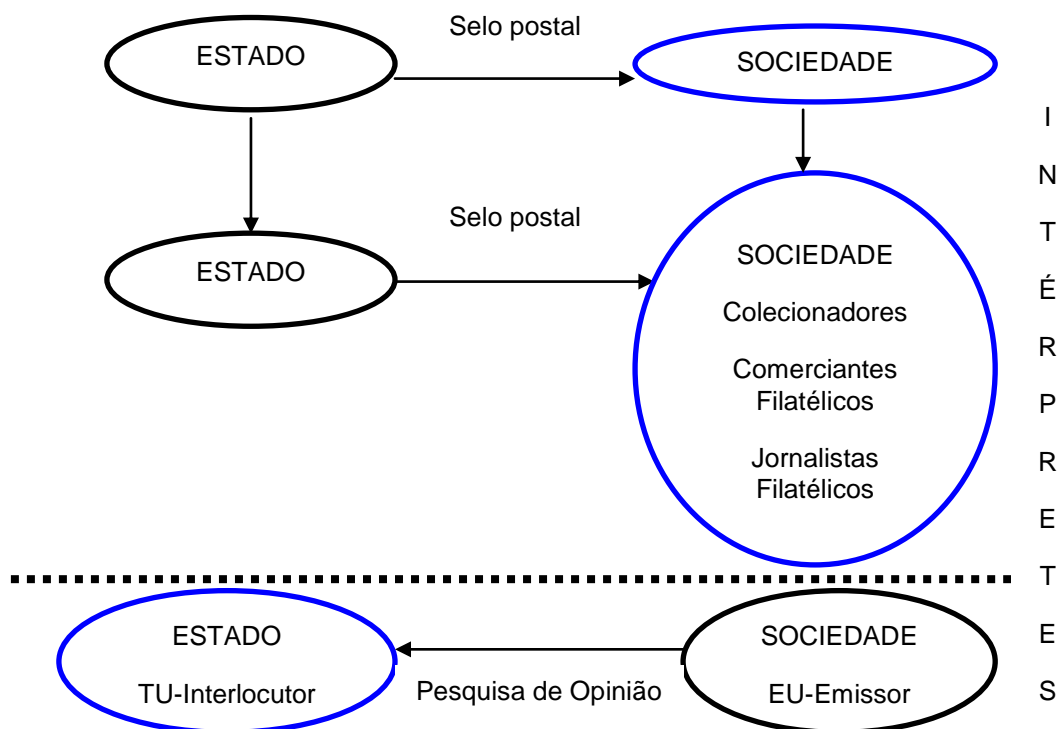 Selo postal
ESTADO
SOCIEDADE
Selo postal
ESTADO
SOCIEDADE
Colecionadores
Comerciantes
Filatélicos
Jornalistas
Filatélicos
ESTADO
TU-Interlocutor
Pesquisa de Opinião
SOCIEDADE
EU-Emissor
I
N
T
É
R
P
R
E
T
E
S